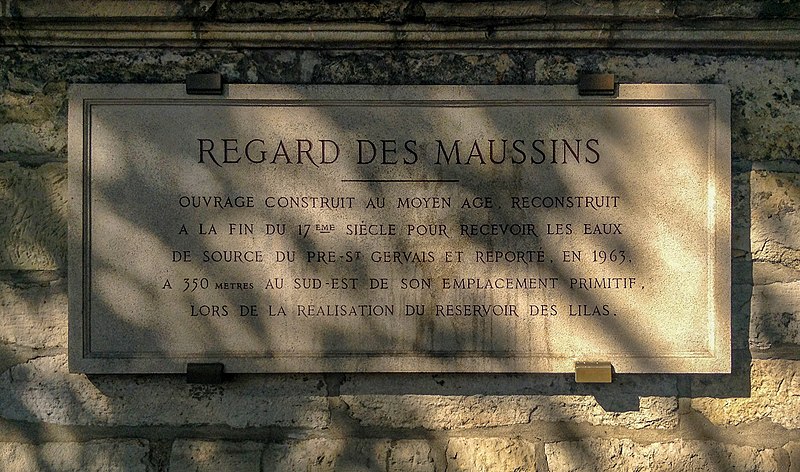 REGARD DES MAUSSINS
OUVRAGE CONSTRUIT AU MOYEN AGE, RECONSTRUIT
A LA FIN DU 17EME SIÈCLE POUR RECEVOIR LES EAUX
DE SOURCE DU PRE-ST GERVAIS ET REPORTÉ, EN 1963,
A 350 METRES AU SUD-EST DE SON EMPLACEMENT PRIMITIF,
LORS DE LA RÉALISATION DU RÉSERVOIR DES LILAS.